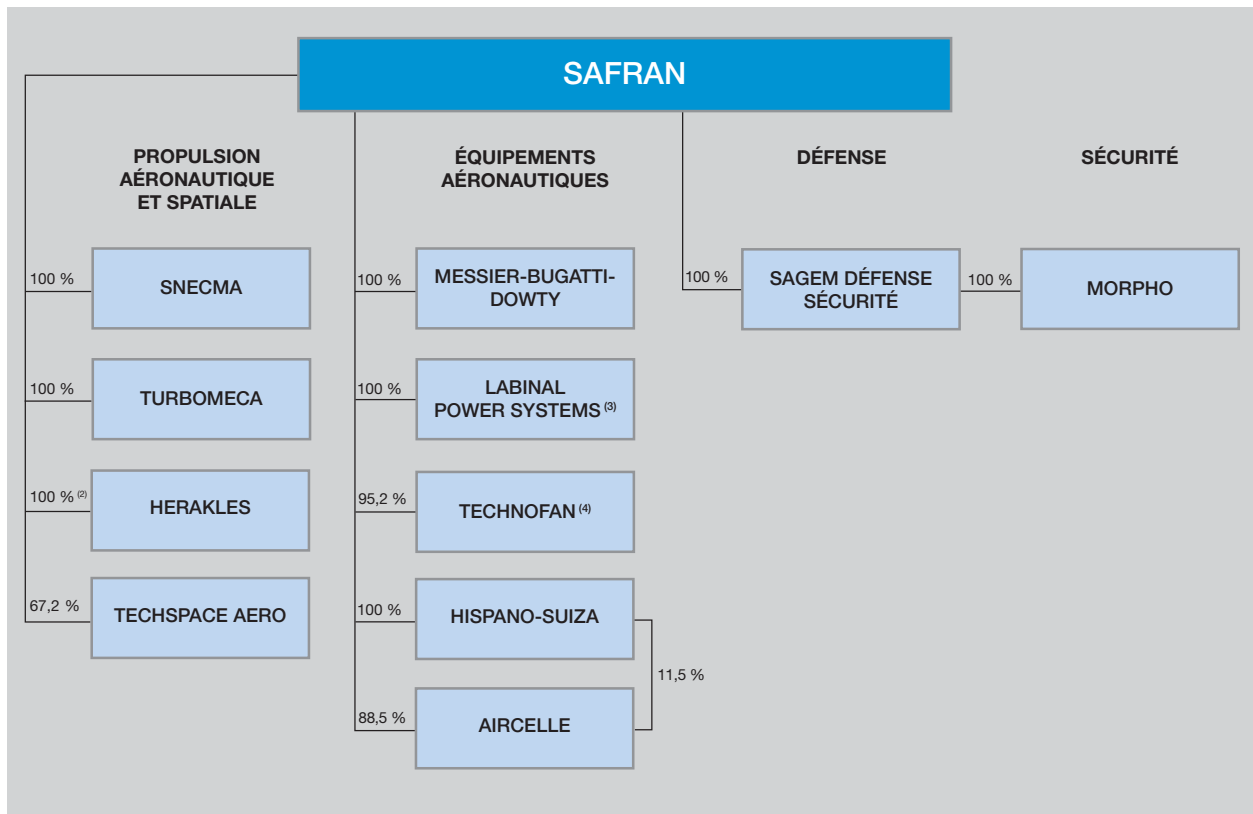 SAFRAN
PROPULSION
AÉRONAUTIQUE
ET SPATIALE
100 %
SNECMA
100 %
TURBOMECA
100 % (2)
HERAKLES
67,2 %
TECHSPACE AERO
ÉQUIPEMENTS
AÉRONAUTIQUES
100 %
MESSIER-BUGATTI-
DOWTY
100 %
LABINAL
POWER SYSTEMS (3)
95,2 %
TECHNOFAN (4)
100 %
HISPANO-SUIZA
11,5 %
88,5 %
AIRCELLE
DÉFENSE
100 %
SAGEM DÉFENSE
SÉCURITÉ
SÉCURITÉ
100 %
MORPHO